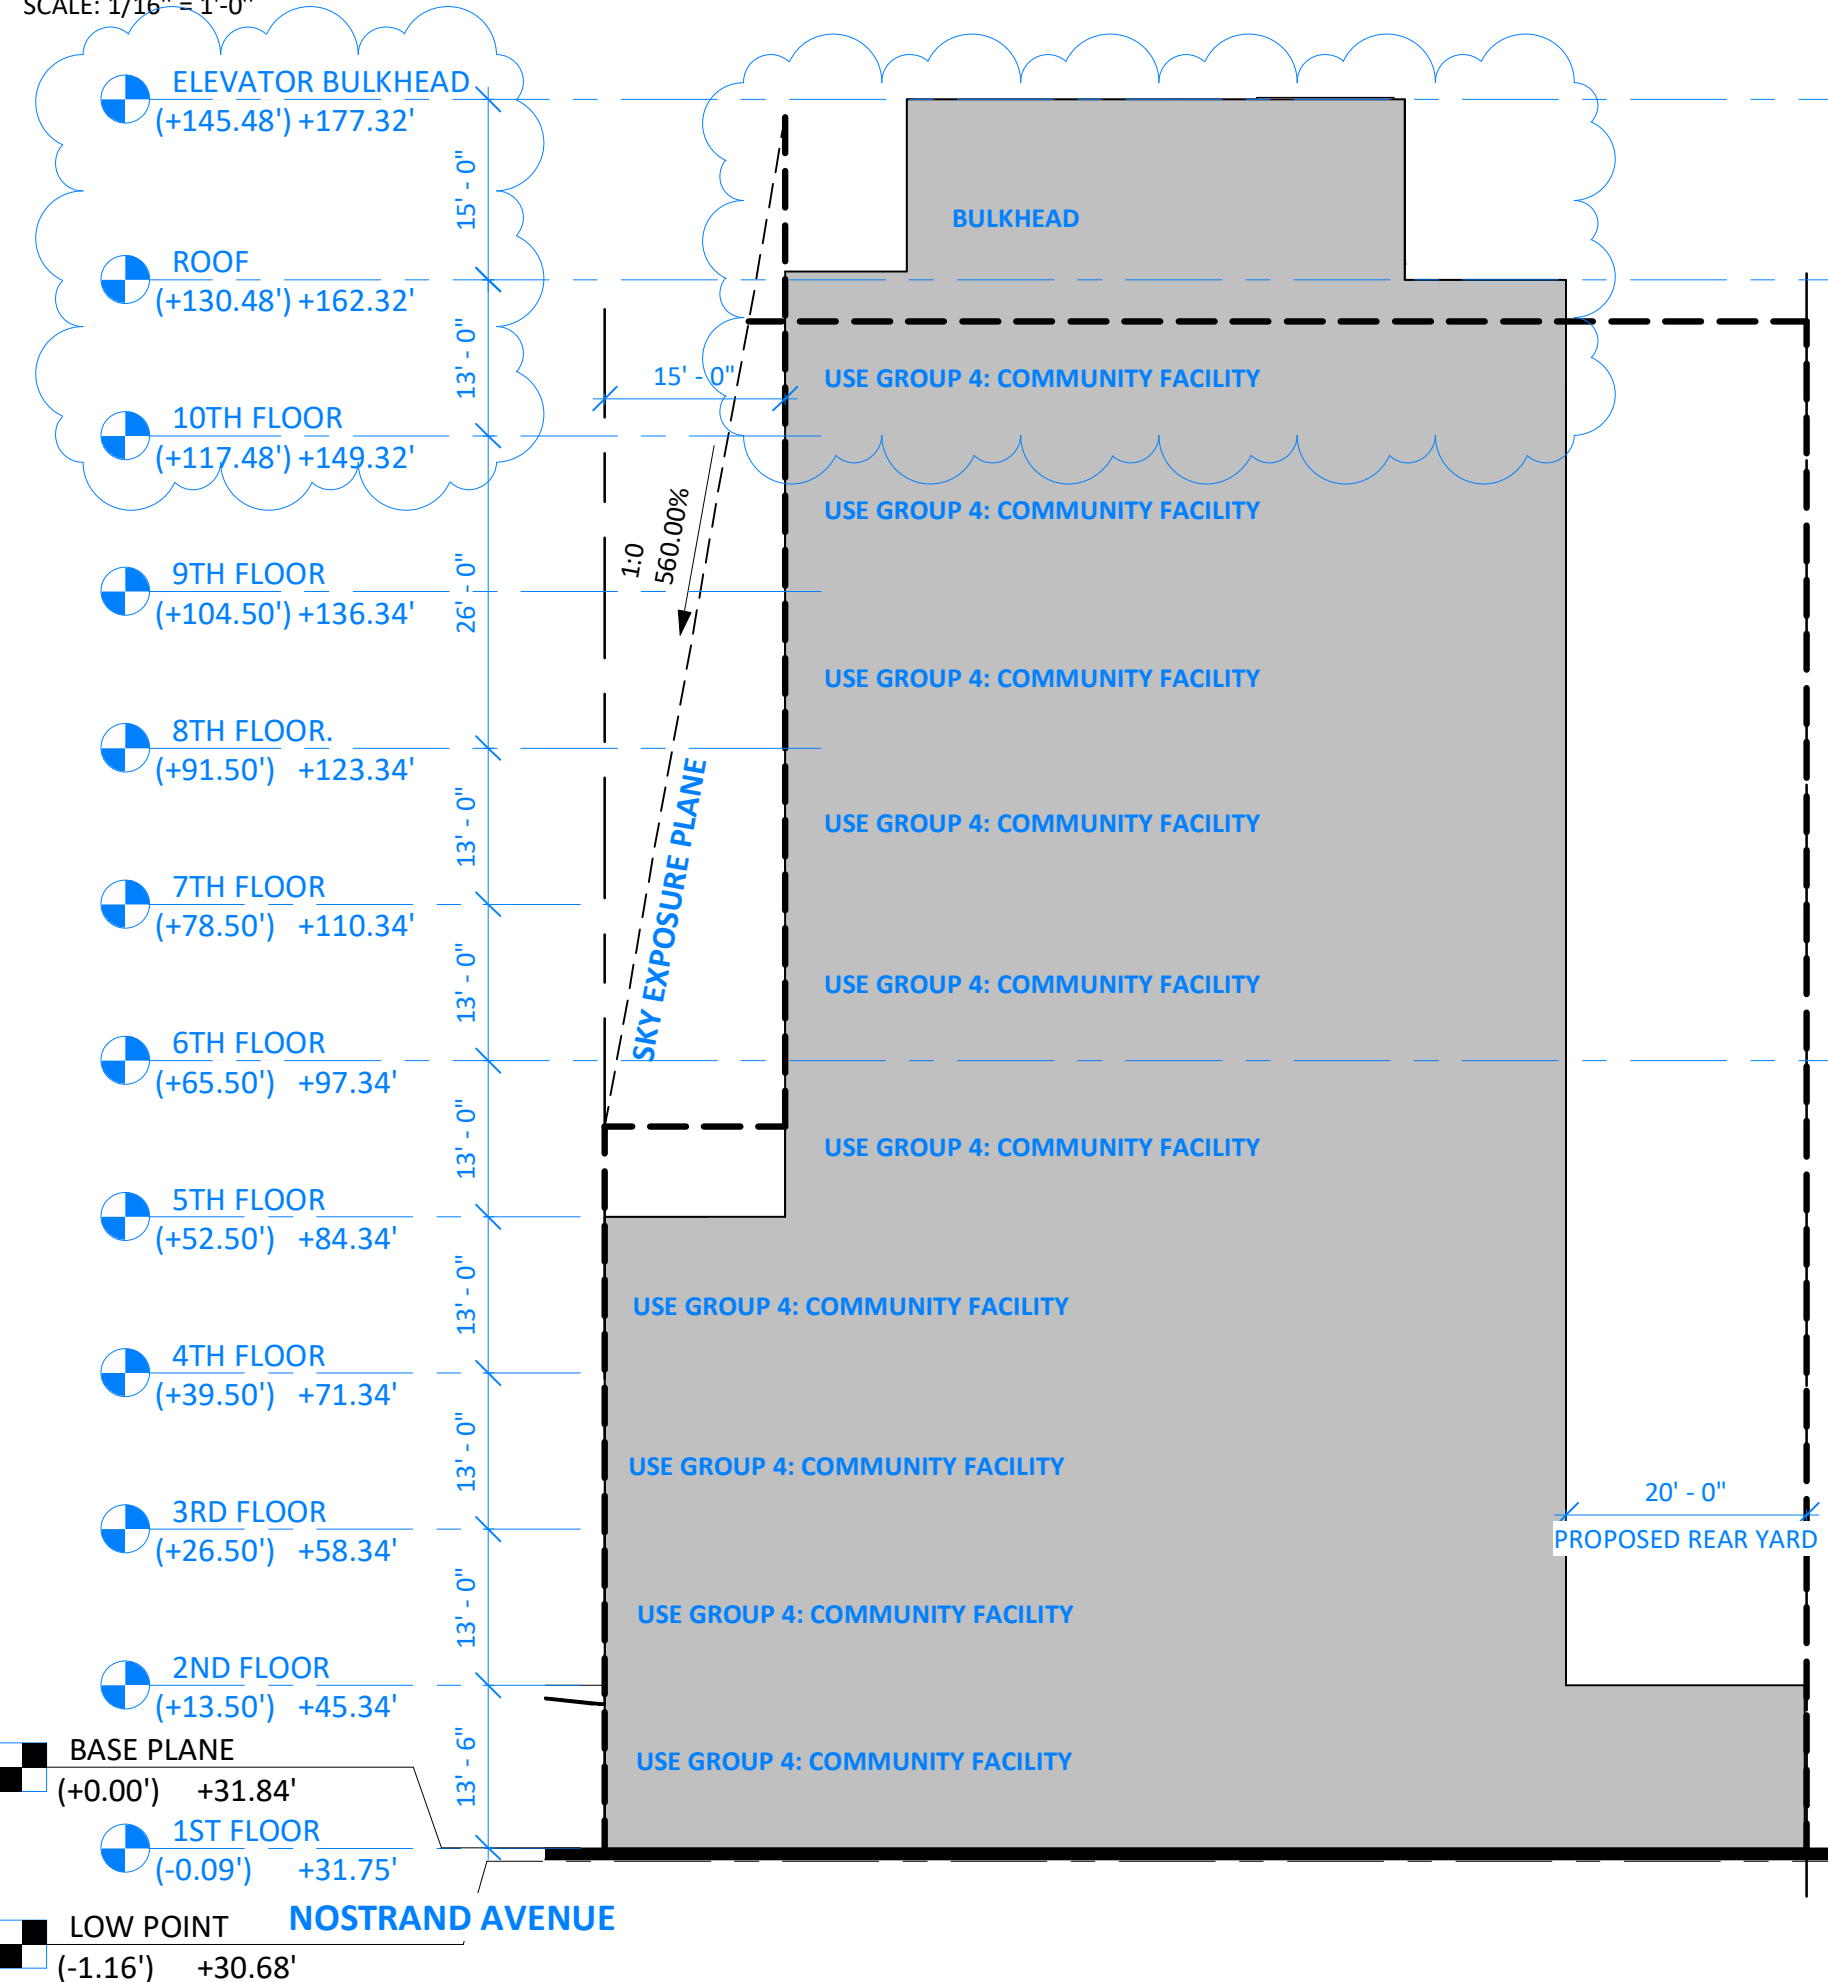 SCALE: 1/16" = 1'-0"
ELEVATOR BULKHEAD
(+145.48') +177.32'
15' - 0"
BULKHEAD
ROOF
(+130.48') +162.32'
13' - 0"
15' - 0"
USE GROUP 4: COMMUNITY FACILITY
10TH FLOOR
(+117.48') +149.32'
USE GROUP 4: COMMUNITY FACILITY
1:0
560.00%
9TH FLOOR
(+104.50') +136.34'
26' - 0"
USE GROUP 4: COMMUNITY FACILITY
8TH FLOOR.
(+91.50') +123.34'
SKY EXPOSURE PLANE
13' - 0"
USE GROUP 4: COMMUNITY FACILITY
7TH FLOOR
(+78.50') +110.34'
13' - 0"
USE GROUP 4: COMMUNITY FACILITY
6TH FLOOR
(+65.50') +97.34'
13' - 0"
USE GROUP 4: COMMUNITY FACILITY
5TH FLOOR
(+52.50') +84.34'
13' - 0"
USE GROUP 4: COMMUNITY FACILITY
4TH FLOOR
(+39.50') +71.34'
13' - 0"
USE GROUP 4: COMMUNITY FACILITY
20' - 0"
PROPOSED REAR YARD
3RD FLOOR
(+26.50') +58.34'
13' - 0"
USE GROUP 4: COMMUNITY FACILITY
2ND FLOOR
(+13.50') +45.34'
13' - 6"
USE GROUP 4: COMMUNITY FACILITY
BASE PLANE
(+0.00') +31.84'
1ST FLOOR
(-0.09') +31.75'
NOSTRAND AVENUE
LOW POINT
(-1.16') +30.68'